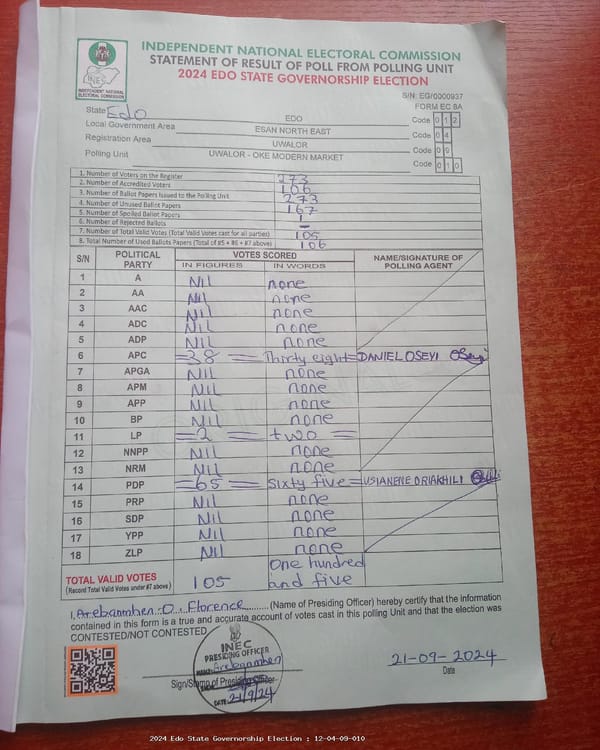 INDEPENDENT NATIONAL ELECTORAL COMMISSION
STATEMENT OF RESULT OF POLL FROM POLLING UNIT
2024 EDO STATE GOVERNORSHIP ELECTION
INEC
INDEPENDENT NATIONAL
ELECTORAL COMMISSION
S/N: EG/0000937
FORM EC 8A
State Edo EDO Code 0 1 2
Local Government Area ESAN NORTH EAST Code 0 4
Registration Area UWALOR Code 0 9
Polling Unit UWALOR - OKE MODERN MARKET Code 0 1 0
1. Number of Voters on the Register 273
2. Number of Accredited Voters 106
3. Number of Ballot Papers Issued to the Polling Unit 273
4. Number of Unused Ballot Papers 167
5. Number of Spoiled Ballot Papers 1
6. Number of Rejected Ballots -
7. Number of Total Valid Votes (Total Valid Votes cast for all parties) 105
8. Total Number of Used Ballots Papers (Total of #5 + #6 + #7 above) 106
S/N POLITICAL PARTY VOTES SCORED NAME/SIGNATURE OF POLLING AGENT
IN FIGURES IN WORDS
1 A Nil none
2 AA Nil none
3 AAC Nil none
4 ADC Nil none
5 ADP Nil none
6 APC =38= Thirty eight= DANIEL OSEYI Oseyi
7 APGA Nil none
8 APM Nil none
9 APP Nil none
10 BP Nil none
11 LP =2= two=
12 NNPP Nil none
13 NRM Nil none
14 PDP =65= sixty five= USIANENE ORIAKHILI
15 PRP Nil none
16 SDP Nil none
17 YPP Nil none
18 ZLP Nil none
TOTAL VALID VOTES 105 One hundred and five
(Record Total Valid Votes under #7 above)
I, Arebanmhen .O. Florence (Name of Presiding Officer) hereby certify that the information
contained in this form is a true and accurate account of votes cast in this polling Unit and that the election was
CONTESTED/NOT CONTESTED
INEC
PRESIDING OFFICER
NAME: Arebanmhen
SIGN:
DATE: 21/9/24
Sign/Stamp of Presiding Officer
21-09-2024
Date
2024 Edo State Governorship Election : 12-04-09-010